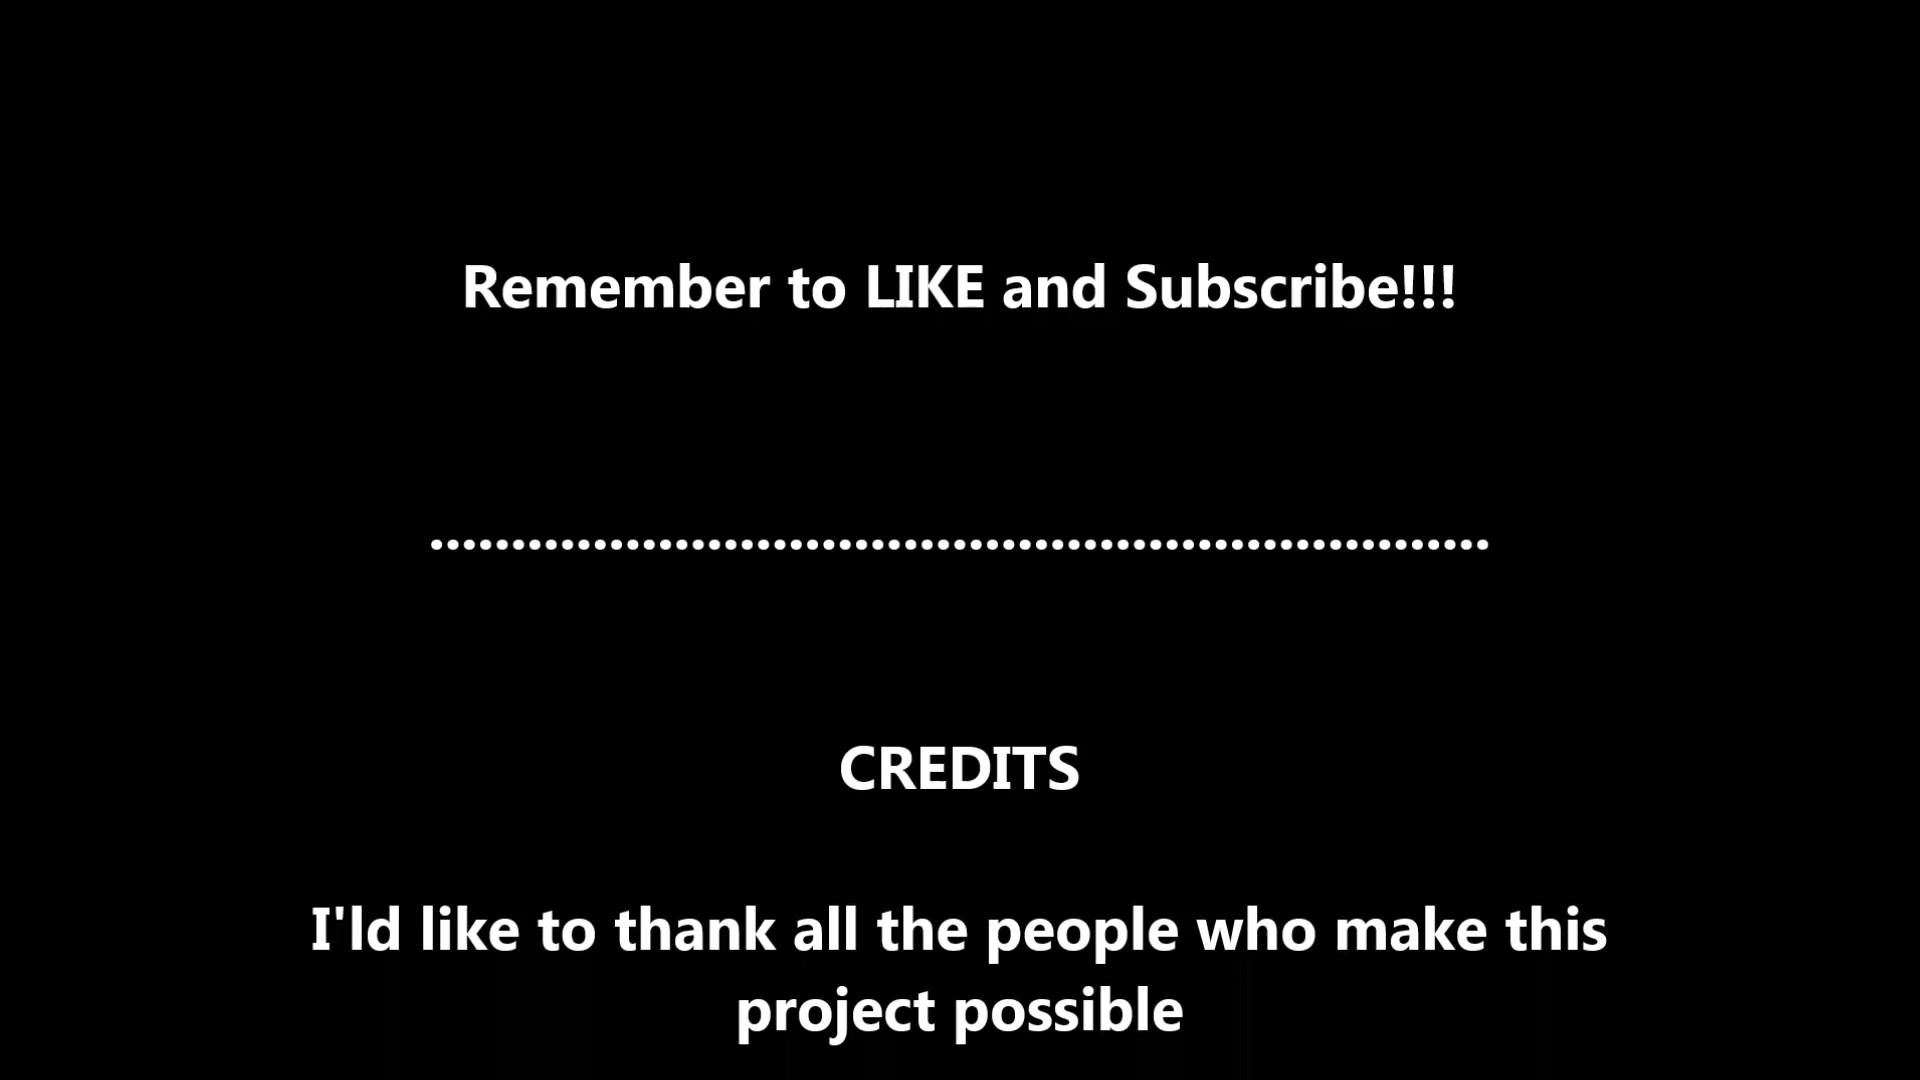 Remember to LIKE and Subscribe!!!
.................................................................
CREDITS
I'ld like to thank all the people who make this
project possible